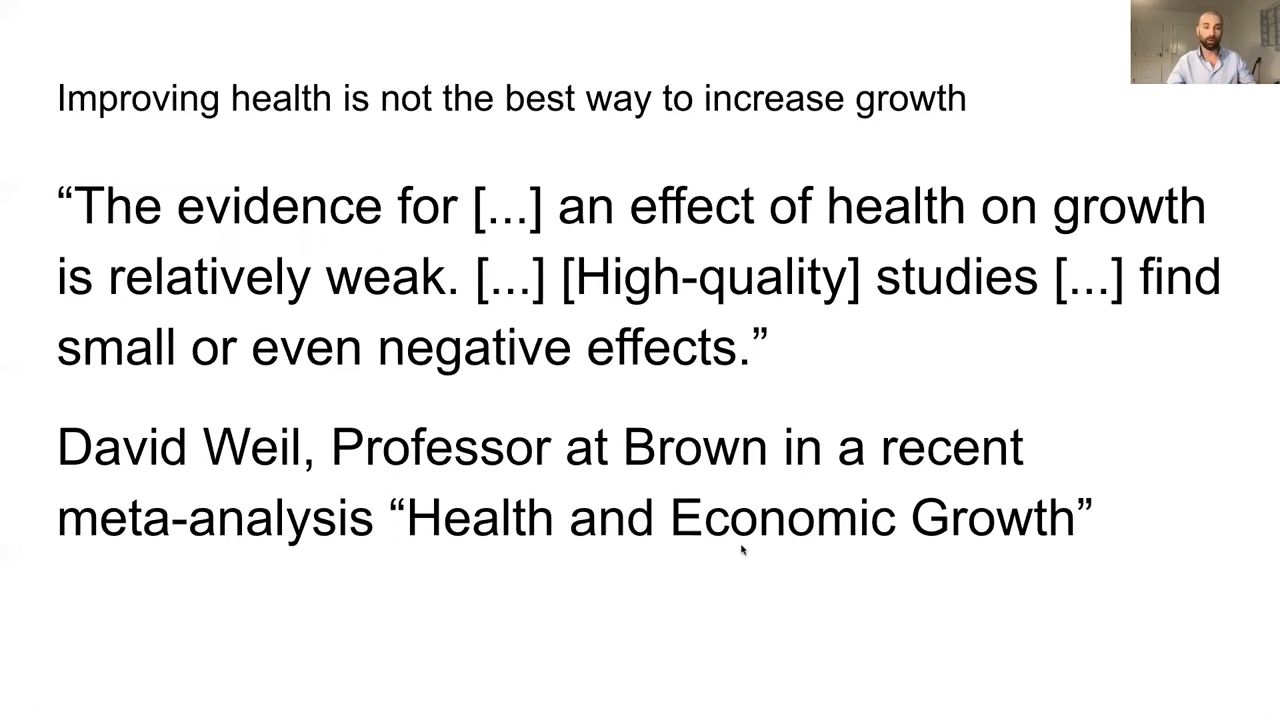 Improving health is not the best way to increase growth
“The evidence for [...] an effect of health on growth
is relatively weak. [...] [High-quality] studies [...] find
small or even negative effects.”
David Weil, Professor at Brown in a recent
meta-analysis “Health and Economic Growth”